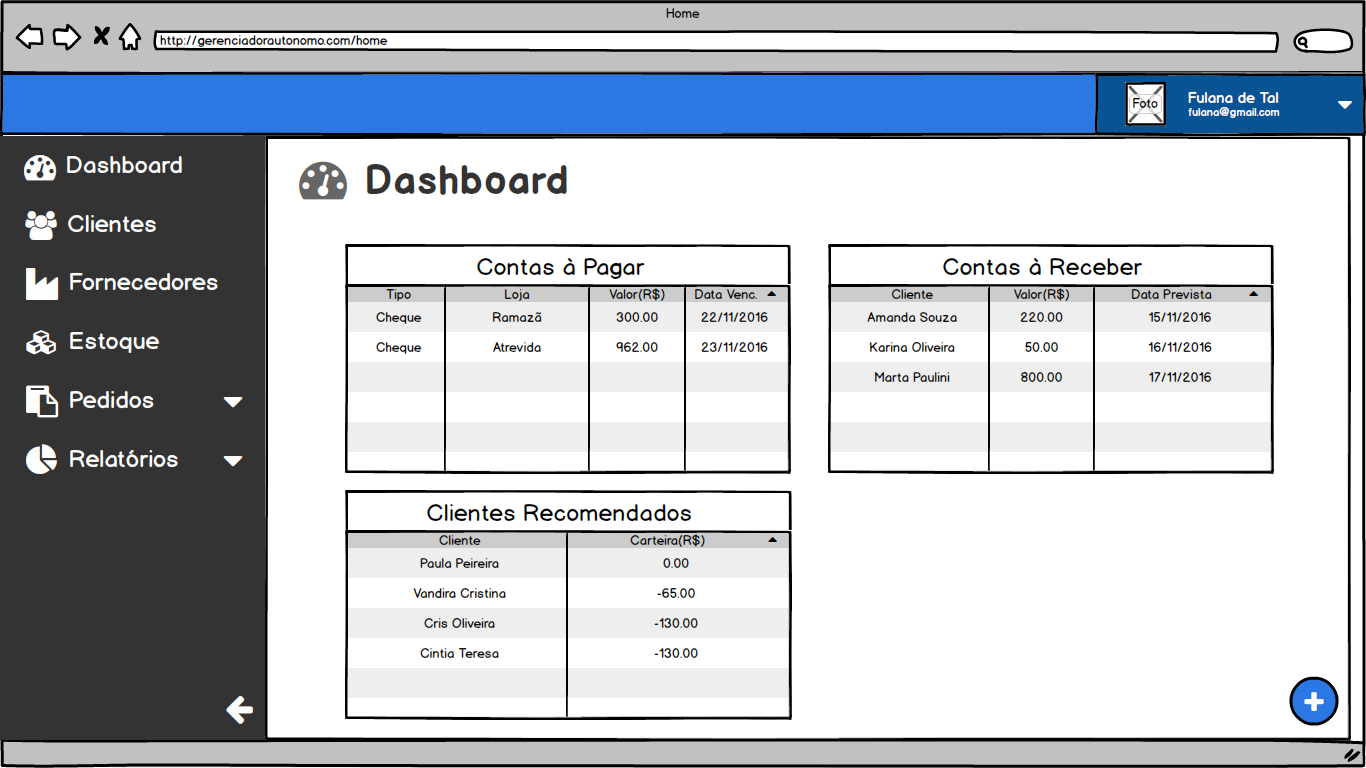 Home
http://gerenciadorautonomo.com/home
Foto
Fulana de Tal
fulana@gmail.com
Dashboard
Clientes
Fornecedores
Estoque
Pedidos
Relatórios
Dashboard
Contas à Pagar
Tipo Loja Valor(R$) Data Venc.
Cheque Ramazã 300.00 22/11/2016
Cheque Atrevida 962.00 23/11/2016
Contas à Receber
Cliente Valor(R$) Data Prevista
Amanda Souza 220.00 15/11/2016
Karina Oliveira 50.00 16/11/2016
Marta Paulini 800.00 17/11/2016
Clientes Recomendados
Cliente Carteira(R$)
Paula Peireira 0.00
Vandira Cristina -65.00
Cris Oliveira -130.00
Cintia Teresa -130.00